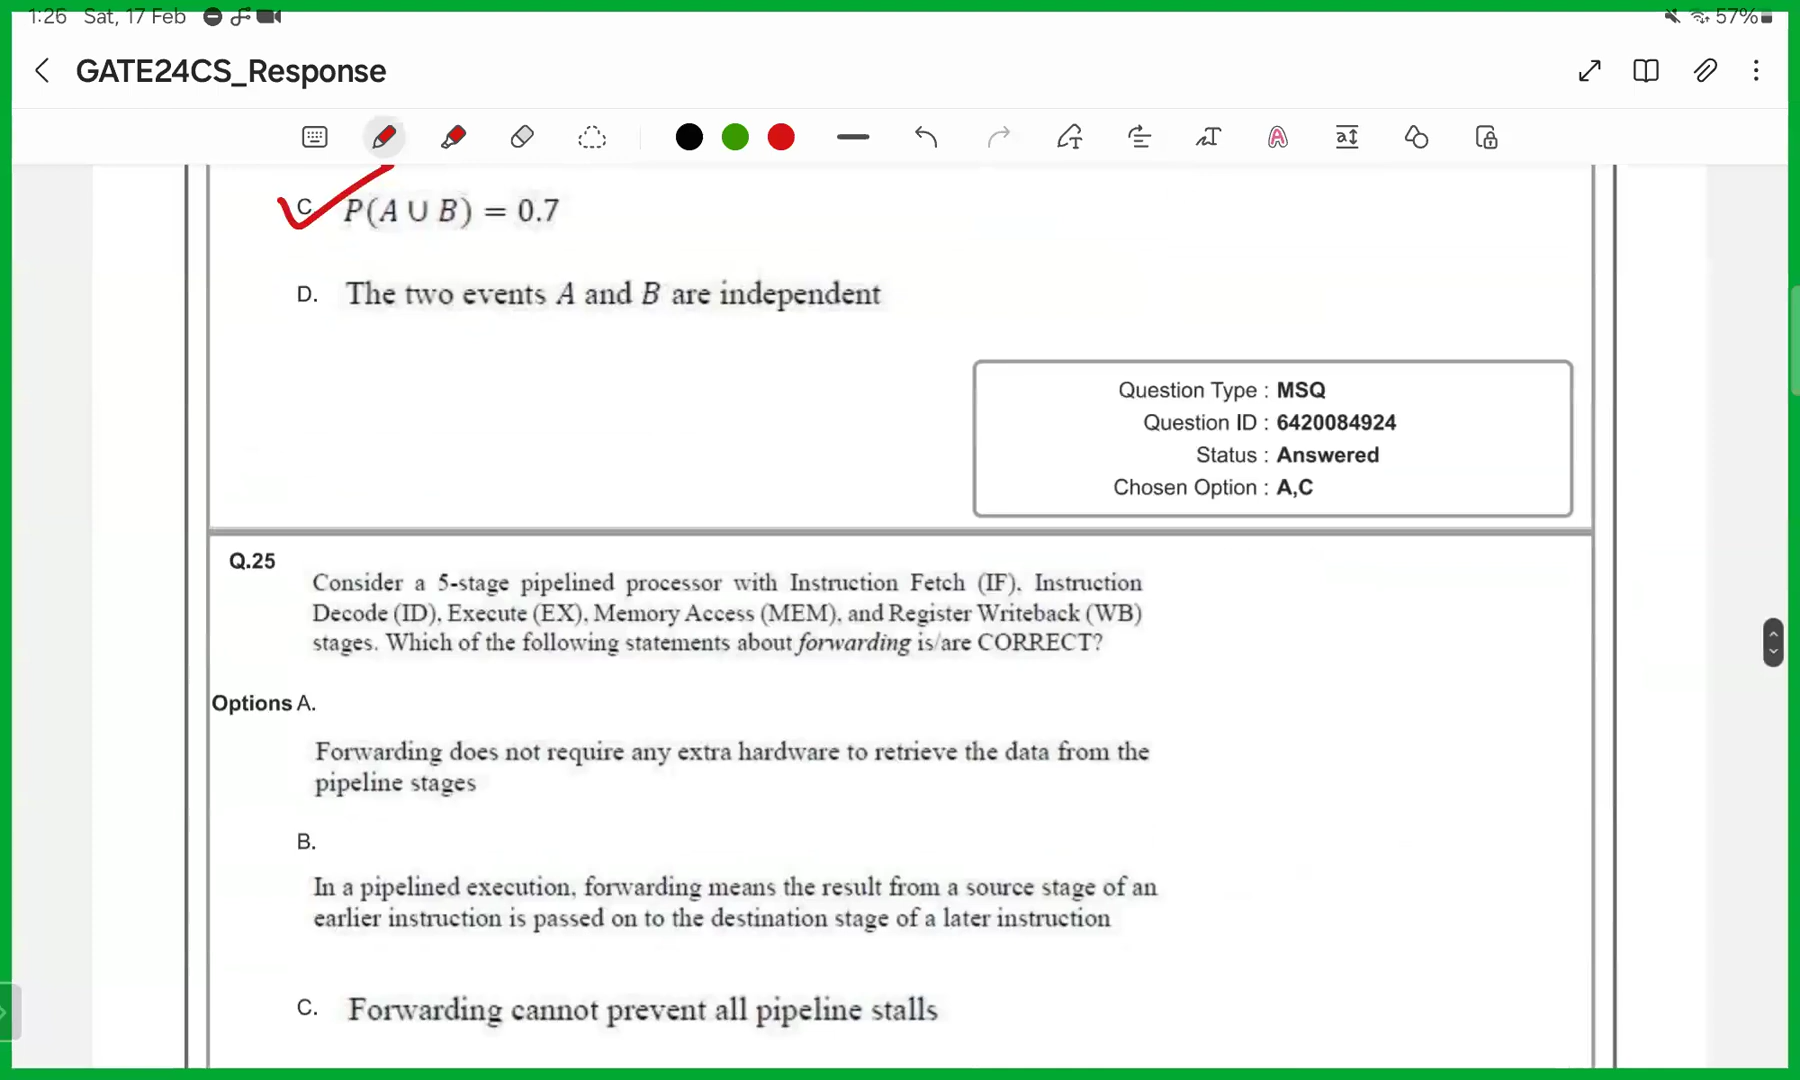 1:26 Sat, 17 Feb
57%
GATE24CS_Response
C. P(A ∪ B) = 0.7
D. The two events A and B are independent
Question Type : MSQ
Question ID : 6420084924
Status : Answered
Chosen Option : A,C
Q.25
Consider a 5-stage pipelined processor with Instruction Fetch (IF), Instruction
Decode (ID), Execute (EX), Memory Access (MEM), and Register Writeback (WB)
stages. Which of the following statements about forwarding is/are CORRECT?
Options A.
Forwarding does not require any extra hardware to retrieve the data from the
pipeline stages
B.
In a pipelined execution, forwarding means the result from a source stage of an
earlier instruction is passed on to the destination stage of a later instruction
C. Forwarding cannot prevent all pipeline stalls